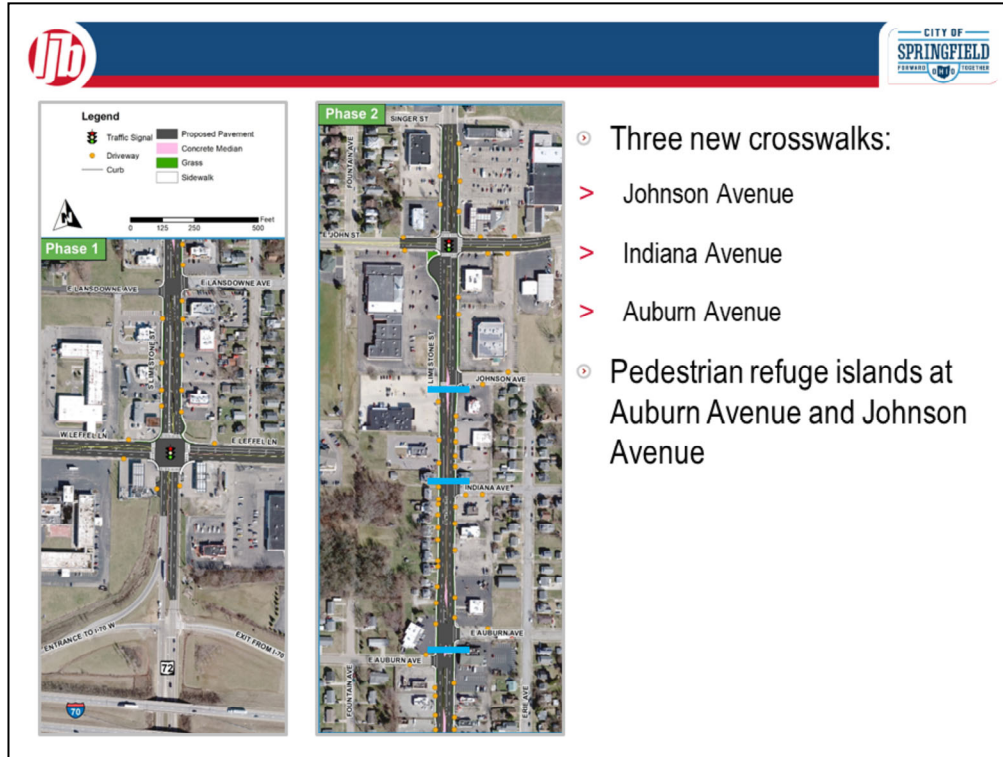 ljb
CITY OF
SPRINGFIELD
FORWARD OHIO TOGETHER
Legend
Traffic Signal
Driveway
Curb
Proposed Pavement
Concrete Median
Grass
Sidewalk
N
0 125 250 500
Feet
Phase 1
E LANSDOWNE AVE
E LANSDOWNE AVE
S LIMESTONE ST
W LEFFEL LN
E LEFFEL LN
ENTRANCE TO I-70 W
EXIT FROM I-70
72
70
Phase 2
SINGER ST
FOUNTAIN AVE
E JOHN ST
LIMESTONE ST
JOHNSON AVE
INDIANA AVE
E AUBURN AVE
E AUBURN AVE
FOUNTAIN AVE
ERIE AVE
Three new crosswalks:
> Johnson Avenue
> Indiana Avenue
> Auburn Avenue
Pedestrian refuge islands at
Auburn Avenue and Johnson
Avenue